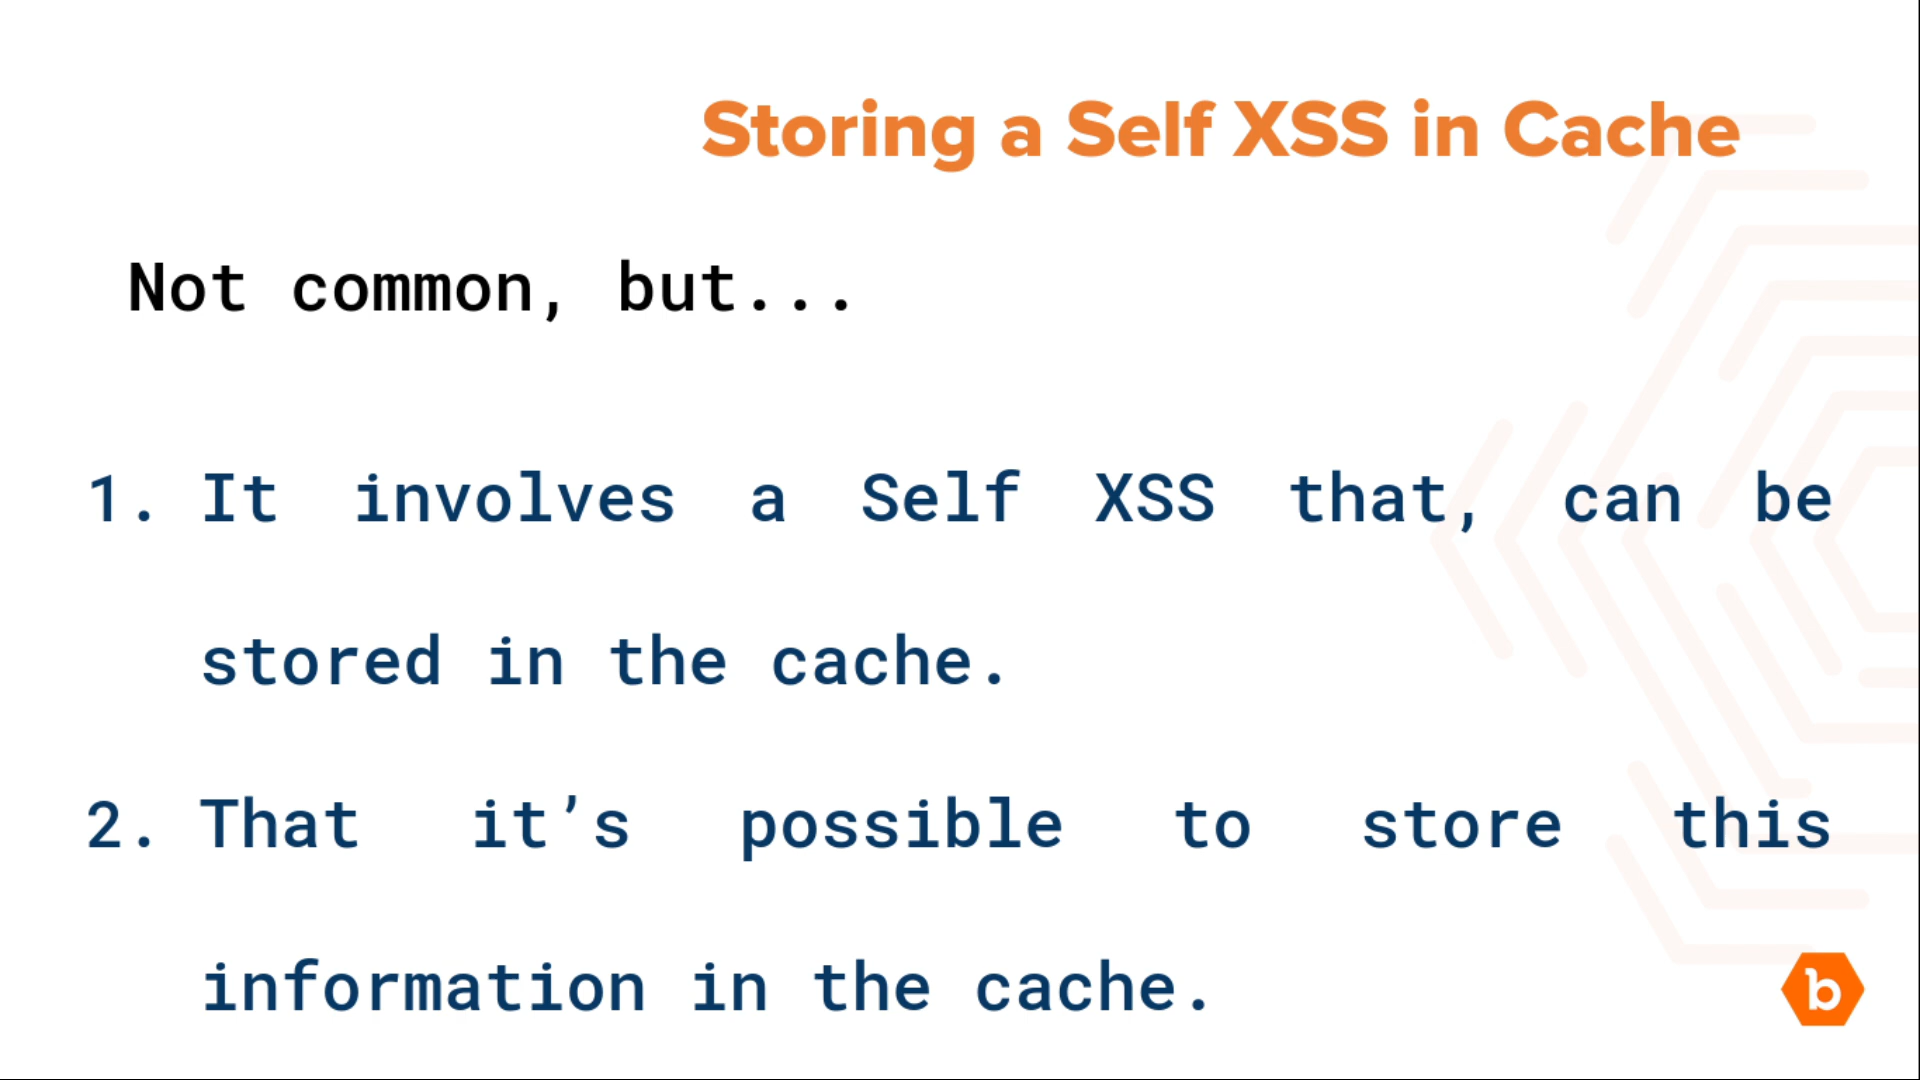 Storing a Self XSS in Cache
Not common, but...
1. It involves a Self XSS that, can be
stored in the cache.
2. That it’s possible to store this
information in the cache.
b